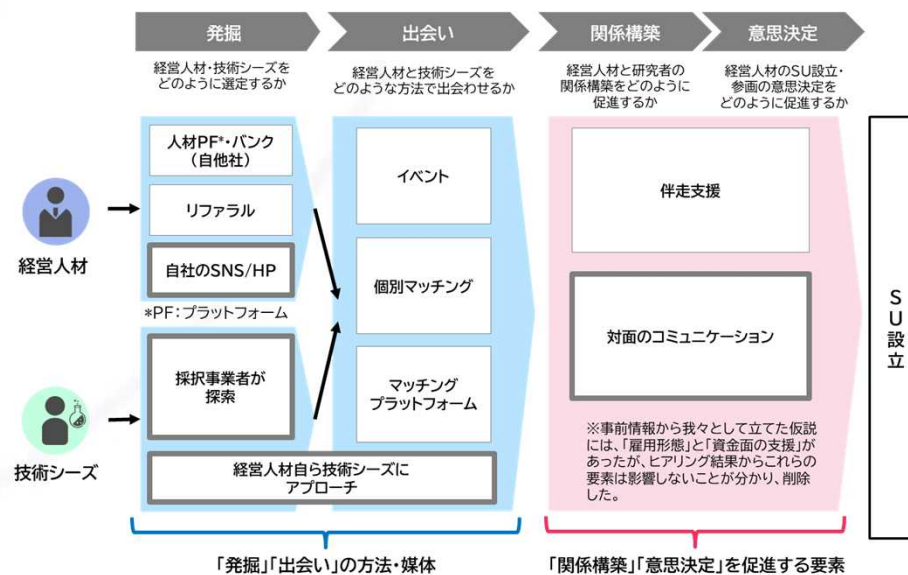 発掘
出会い
関係構築
意思決定
経営人材・技術シーズを
どのように選定するか
経営人材と技術シーズを
どのような方法で出会わせるか
経営人材と研究者の
関係構築をどのように
促進するか
経営人材のSU設立・
参画の意思決定を
どのように促進するか
人材PF*・バンク
(自他社)
リファラル
自社のSNS/HP
経営人材
*PF:プラットフォーム
採択事業者が
探索
技術シーズ
経営人材自ら技術シーズに
アプローチ
イベント
個別マッチング
マッチング
プラットフォーム
伴走支援
対面のコミュニケーション
※事前情報から我々として立てた仮説
には、「雇用形態」と「資金面の支援」が
あったが、ヒアリング結果からこれらの
要素は影響しないことが分かり、削除
した。
SU設立
「発掘」「出会い」の方法・媒体
「関係構築」「意思決定」を促進する要素